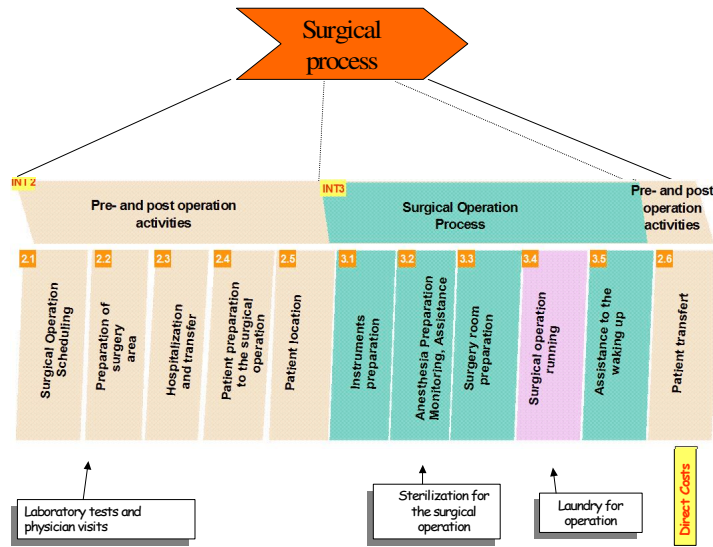 Surgical
process
INT2
Pre- and post operation
activities
INT3
Surgical Operation
Process
Pre- and post
operation
activities
2.1
Surgical Operation
Scheduling
2.2
Preparation of
surgery
area
2.3
Hospitalization
and transfer
2.4
Patient preparation
to the surgical
operation
2.5
Patient location
3.1
Instruments
preparation
3.2
Anesthesia Preparation
Monitoring, Assistance
3.3
Surgery room
preparation
3.4
Surgical operation
running
3.5
Assistance to the
waking up
2.6
Patient transfert
Laboratory tests and
physician visits
Sterilization for
the surgical
operation
Laundry for
operation
Direct Costs